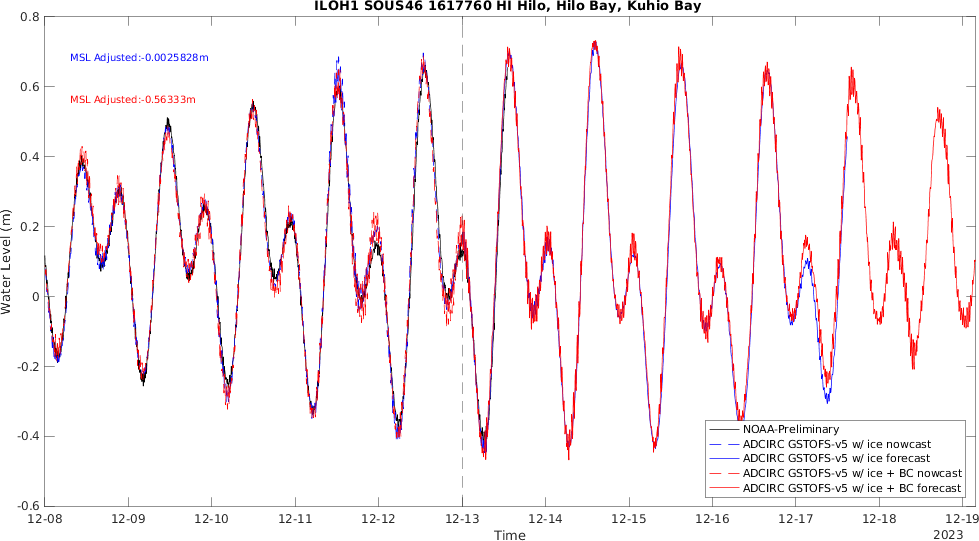 ILOH1 SOUS46 1617760 HI Hilo, Hilo Bay, Kuhio Bay
0.8
0.6
0.4
0.2
0
-0.2
-0.4
-0.6
Water Level (m)
MSL Adjusted:-0.0025828m
MSL Adjusted:-0.56333m
NOAA-Preliminary
ADCIRC GSTOFS-v5 w/ ice nowcast
ADCIRC GSTOFS-v5 w/ ice forecast
ADCIRC GSTOFS-v5 w/ ice + BC nowcast
ADCIRC GSTOFS-v5 w/ ice + BC forecast
12-08 12-09 12-10 12-11 12-12 12-13 12-14 12-15 12-16 12-17 12-18 12-19
Time
2023